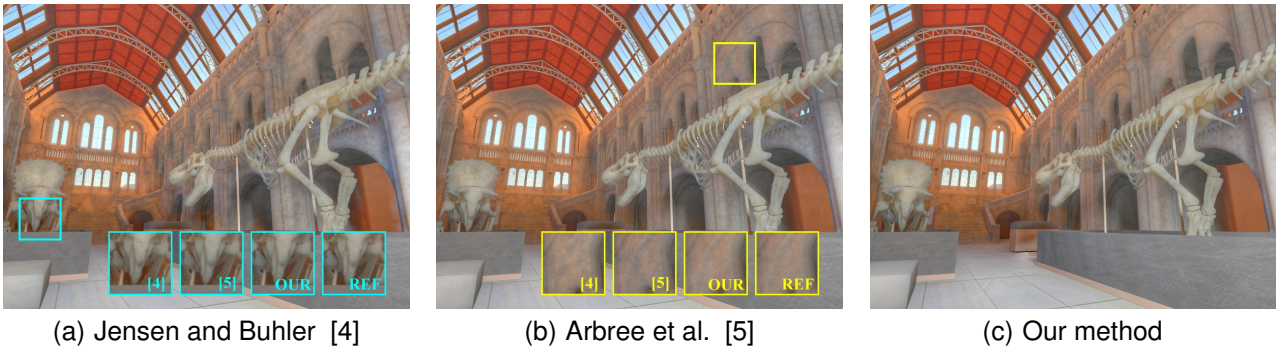 [4] [5] OUR REF
[4] [5] OUR REF
(a) Jensen and Buhler [4]
(b) Arbree et al. [5]
(c) Our method